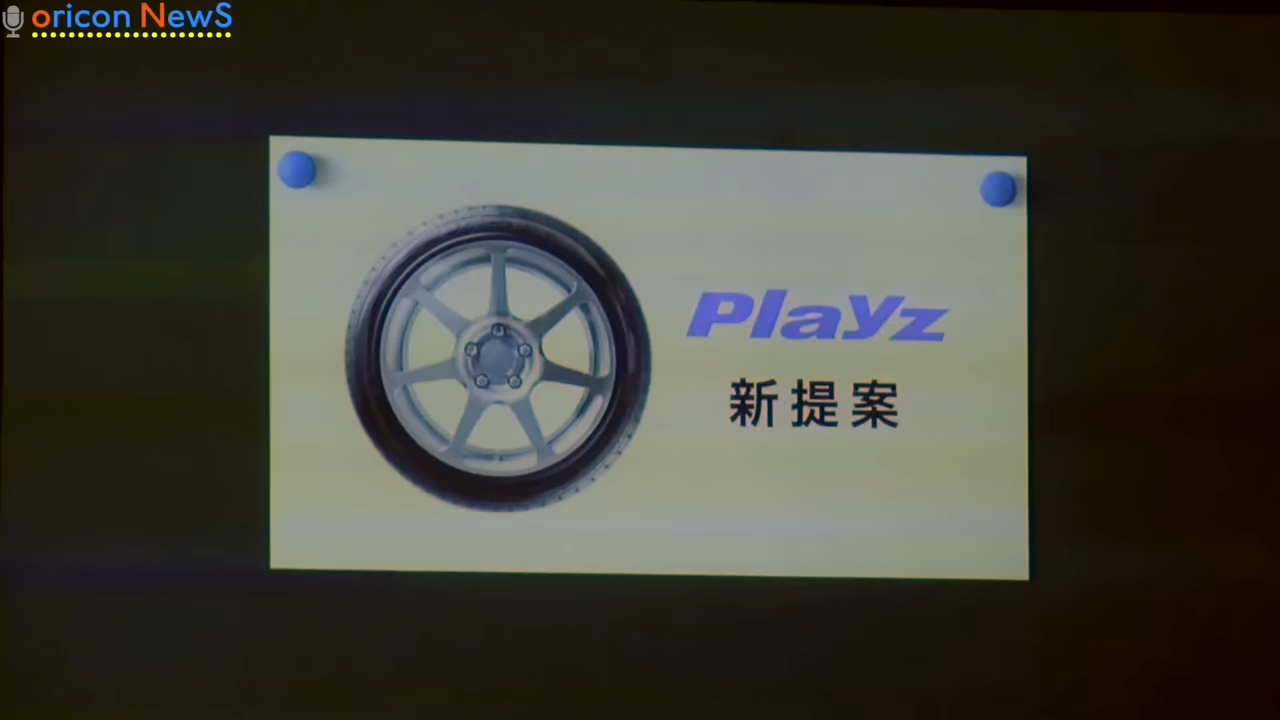 oricon NewS
Playz
新提案